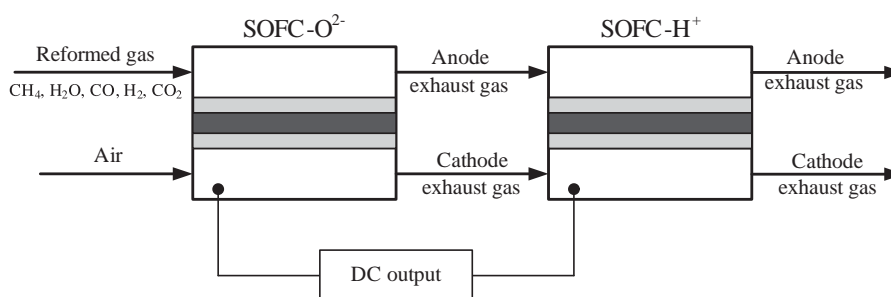 SOFC-O²⁻
SOFC-H⁺
Reformed gas
CH₄, H₂O, CO, H₂, CO₂
Anode
exhaust gas
Anode
exhaust gas
Air
Cathode
exhaust gas
Cathode
exhaust gas
DC output